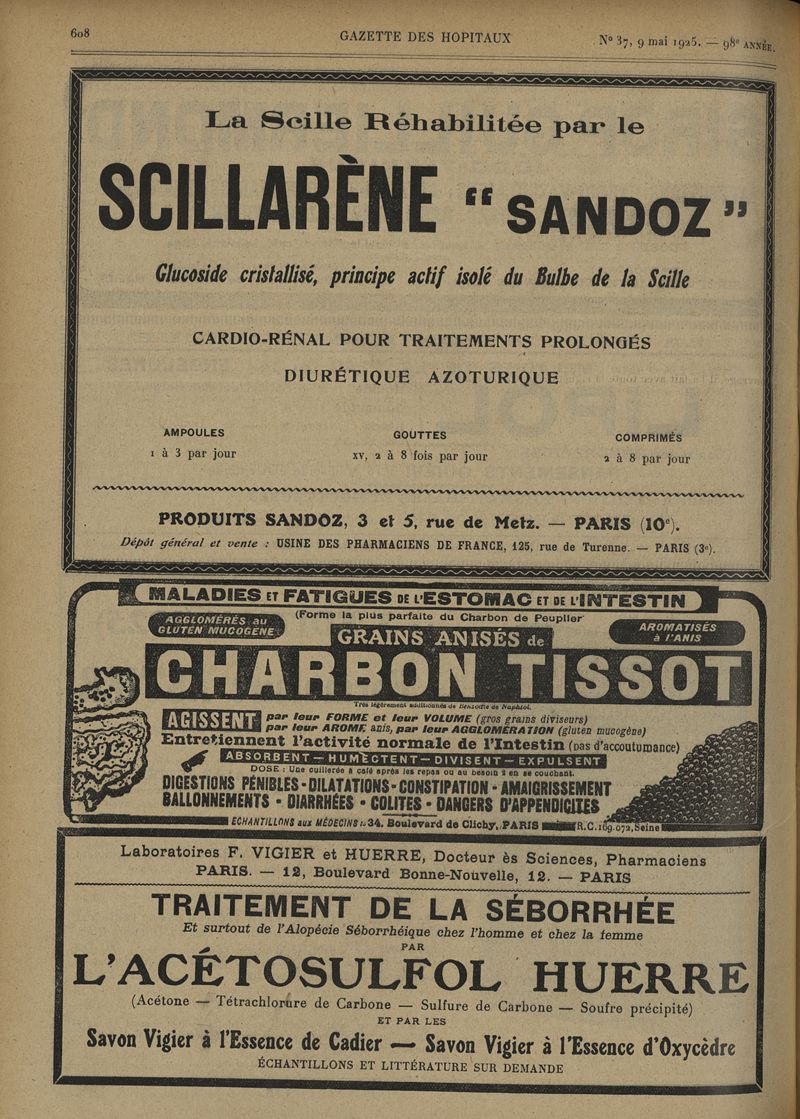 608
GAZETTE DES HOPITAUX
N° 37, 9 mai 1925. — 98e ANNÉE.
La Scille Réhabilitée par le
SCILLARÈNE “ SANDOZ ”
Glucoside cristallisé, principe actif isolé du Bulbe de la Scille
CARDIO-RÉNAL POUR TRAITEMENTS PROLONGÉS
DIURÉTIQUE AZOTURIQUE
AMPOULES
1 à 3 par jour
GOUTTES
XV, 2 à 8 fois par jour
COMPRIMÉS
2 à 8 par jour
PRODUITS SANDOZ, 3 et 5, rue de Metz. — PARIS (10e).
Dépôt général et vente : USINE DES PHARMACIENS DE FRANCE, 125, rue de Turenne. — PARIS (3e).
MALADIES ET FATIGUES DE L'ESTOMAC ET DE L'INTESTIN
(Forme la plus parfaite du Charbon de Peuplier
AGGLOMÉRÉS au
GLUTEN MUCOGÈNE
GRAINS ANISÉS de
AROMATISÉS
à l'ANIS
CHARBON TISSOT
Très légèrement additionnés de Benzoate de Naphtol.
AGISSENT
par leur FORME et leur VOLUME (gros grains diviseurs)
par leur AROME anis, par leur AGGLOMÉRATION (gluten mucogène)
Entretiennent l'activité normale de l'Intestin (pas d'accoutumance)
ABSORBENT — HUMECTENT — DIVISENT — EXPULSENT
DOSE : Une cuillerée à café après les repas ou au besoin 2 en se couchant.
DIGESTIONS PÉNIBLES - DILATATIONS - CONSTIPATION - AMAIGRISSEMENT
BALLONNEMENTS - DIARRHÉES - COLITES - DANGERS D'APPENDICITES
ECHANTILLONS aux MÉDECINS : 34, Boulevard de Clichy, PARIS
R.C. 169.072, Seine
Laboratoires F. VIGIER et HUERRE, Docteur ès Sciences, Pharmaciens
PARIS. — 12, Boulevard Bonne-Nouvelle, 12. — PARIS
TRAITEMENT DE LA SÉBORRHÉE
Et surtout de l'Alopécie Séborrhéique chez l'homme et chez la femme
PAR
L'ACÉTOSULFOL HUERRE
(Acétone — Tétrachlorure de Carbone — Sulfure de Carbone — Soufre précipité)
ET PAR LES
Savon Vigier à l'Essence de Cadier — Savon Vigier à l'Essence d'Oxycèdre
ÉCHANTILLONS ET LITTÉRATURE SUR DEMANDE